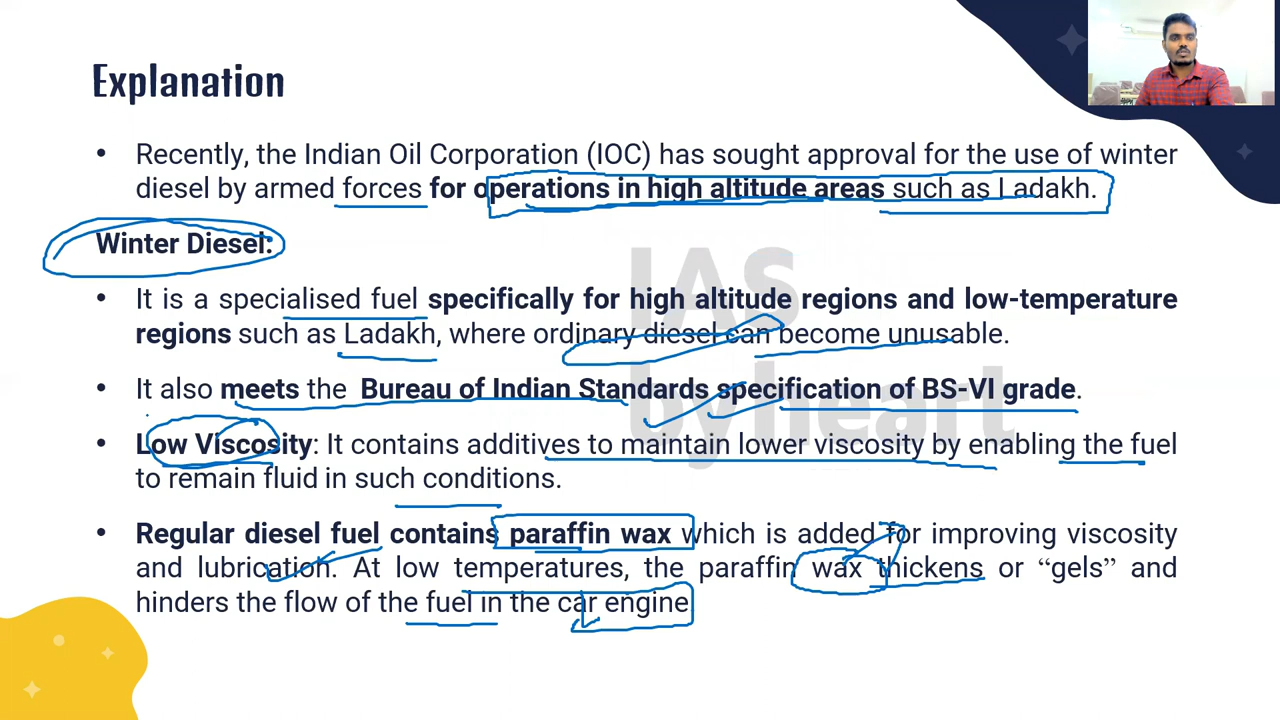 Explanation
• Recently, the Indian Oil Corporation (IOC) has sought approval for the use of winter
diesel by armed forces for operations in high altitude areas such as Ladakh.
Winter Diesel:
• It is a specialised fuel specifically for high altitude regions and low-temperature
regions such as Ladakh, where ordinary diesel can become unusable.
• It also meets the Bureau of Indian Standards specification of BS-VI grade.
• Low Viscosity: It contains additives to maintain lower viscosity by enabling the fuel
to remain fluid in such conditions.
• Regular diesel fuel contains paraffin wax which is added for improving viscosity
and lubrication. At low temperatures, the paraffin wax thickens or “gels” and
hinders the flow of the fuel in the car engine
IAS
byheart